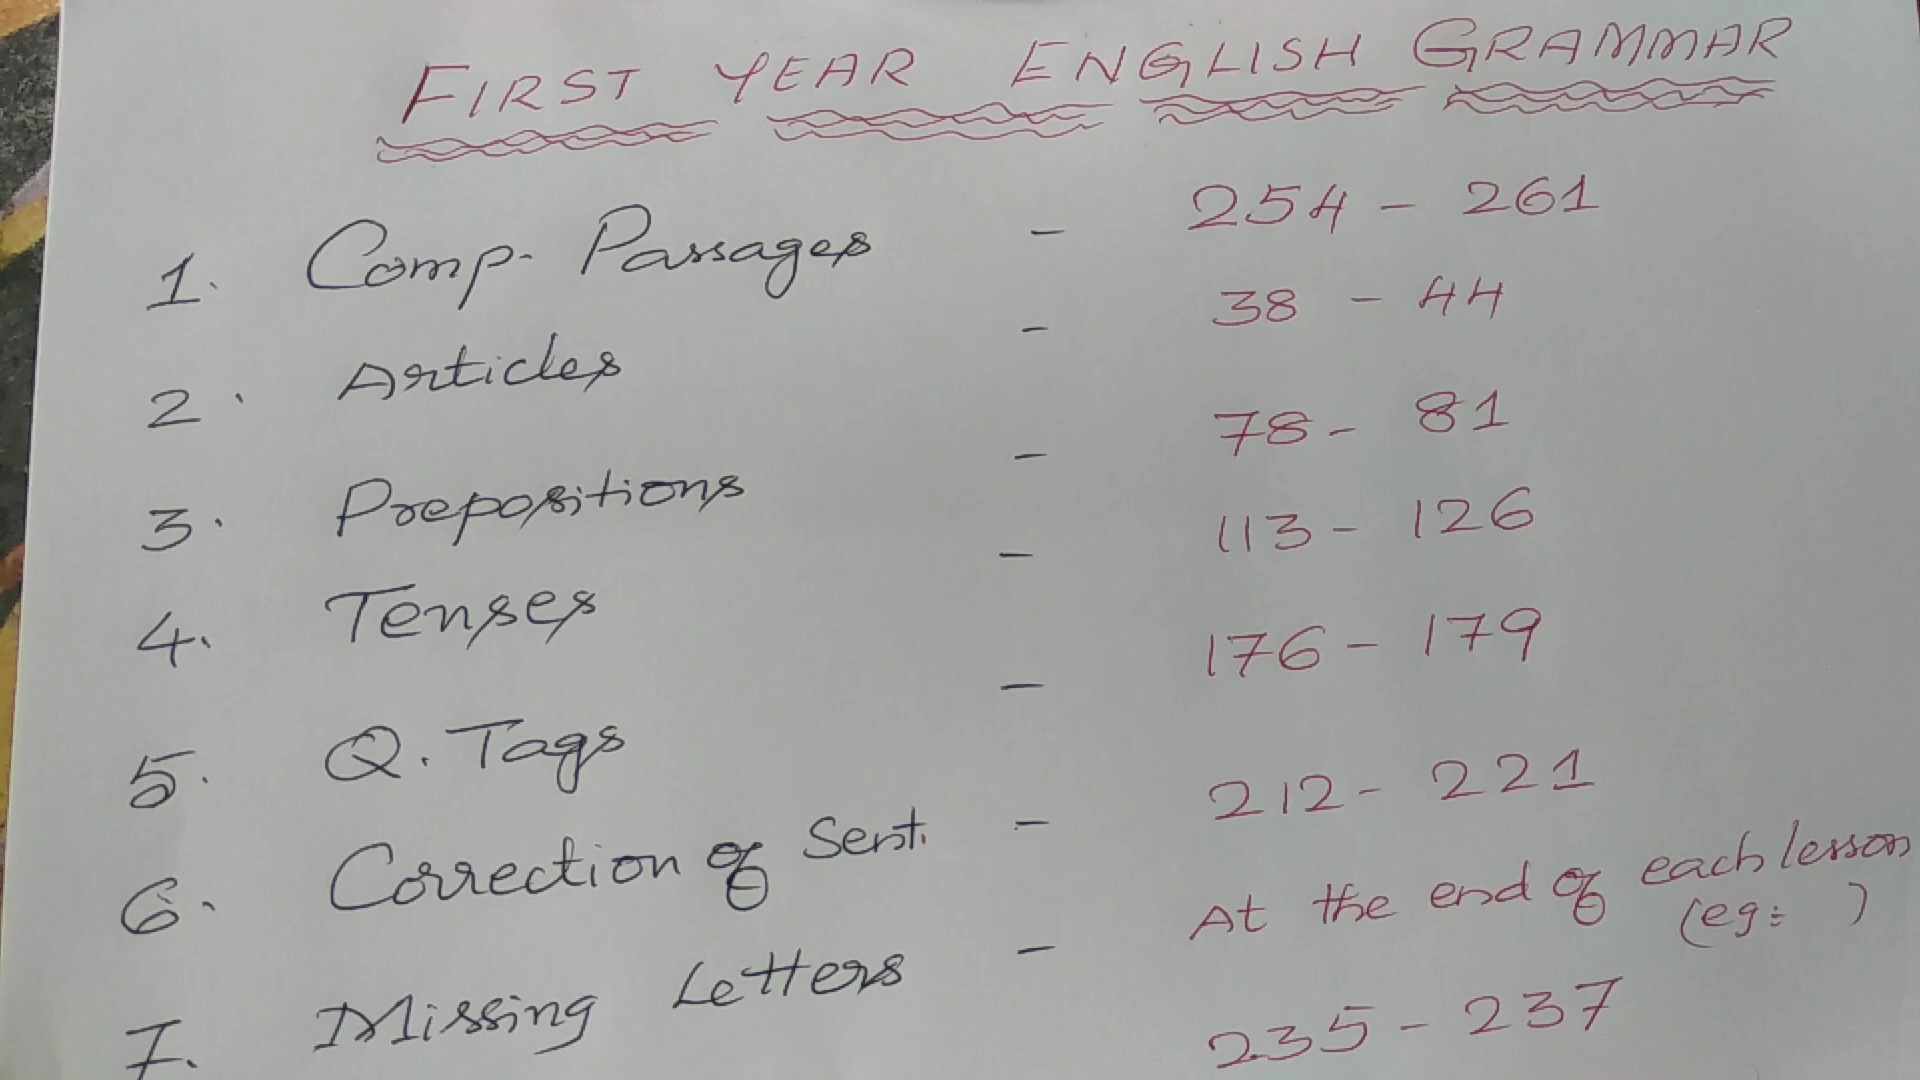 FIRST YEAR ENGLISH GRAMMAR
1. Comp. Passages - 254 - 261
2. Articles - 38 - 44
3. Prepositions - 78 - 81
4. Tenses - 113 - 126
5. Q. Tags - 176 - 179
6. Correction of Sent. - 212 - 221
7. Missing Letters - At the end of each lesson
(eg: )
235 - 237